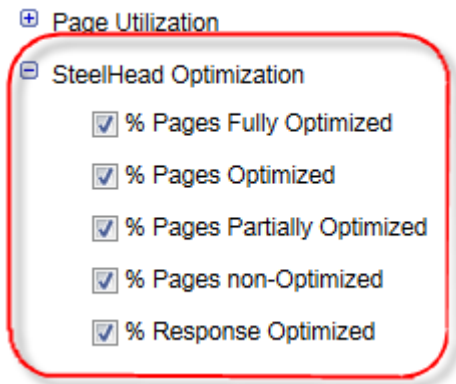 Page Utilization
SteelHead Optimization
% Pages Fully Optimized
% Pages Optimized
% Pages Partially Optimized
% Pages non-Optimized
% Response Optimized